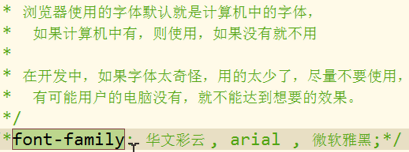 * 浏览器使用的字体默认就是计算机中的字体，
* 如果计算机中有，则使用，如果没有就不用
*
* 在开发中，如果字体太奇怪，用的太少了，尽量不要使用，
* 有可能用户的电脑没有，就不能达到想要的效果。
*/
*font-family: 华文彩云 , arial , 微软雅黑;*/